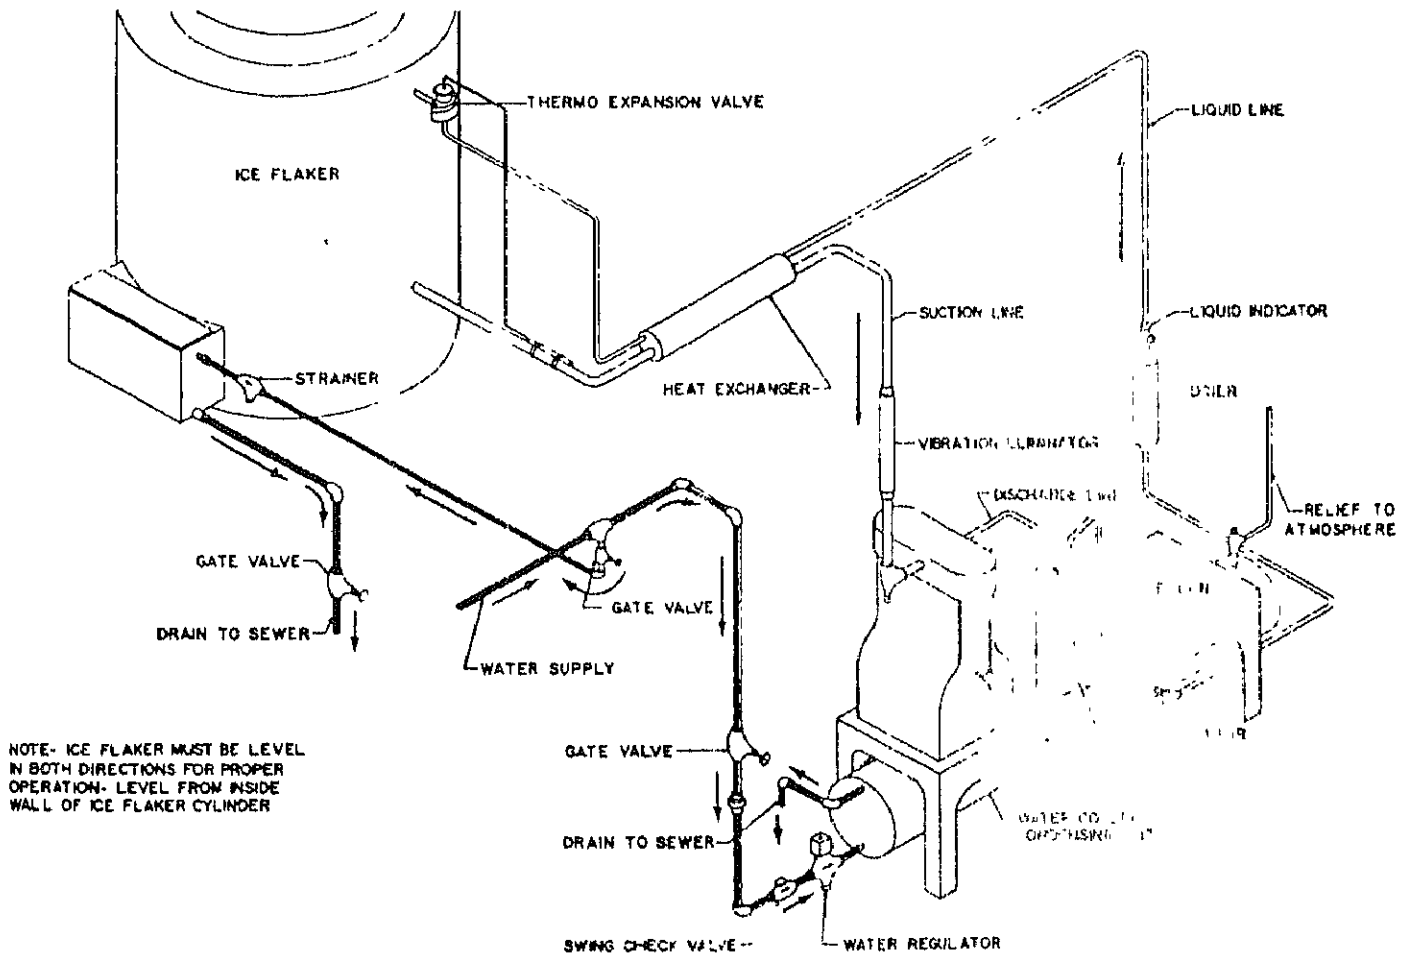 THERMO EXPANSION VALVE
LIQUID LINE
ICE FLAKER
SUCTION LINE
LIQUID INDICATOR
STRAINER
HEAT EXCHANGER
VIBRATION
DISCHARGE
RELIEF TO
ATMOSPHERE
GATE VALVE
GATE VALVE
DRAIN TO SEWER
WATER SUPPLY
NOTE- ICE FLAKER MUST BE LEVEL
IN BOTH DIRECTIONS FOR PROPER
OPERATION- LEVEL FROM INSIDE
WALL OF ICE FLAKER CYLINDER
GATE VALVE
WATER
DRAIN TO SEWER
SWING CHECK VALVE
WATER REGULATOR